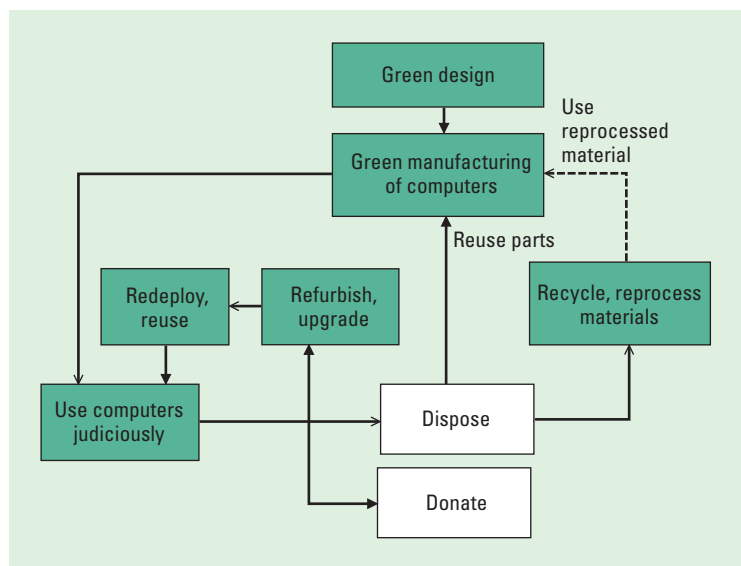 Green design
Use
reprocessed
material
Green manufacturing
of computers
Reuse parts
Redeploy,
reuse
Refurbish,
upgrade
Recycle, reprocess
materials
Use computers
judiciously
Dispose
Donate